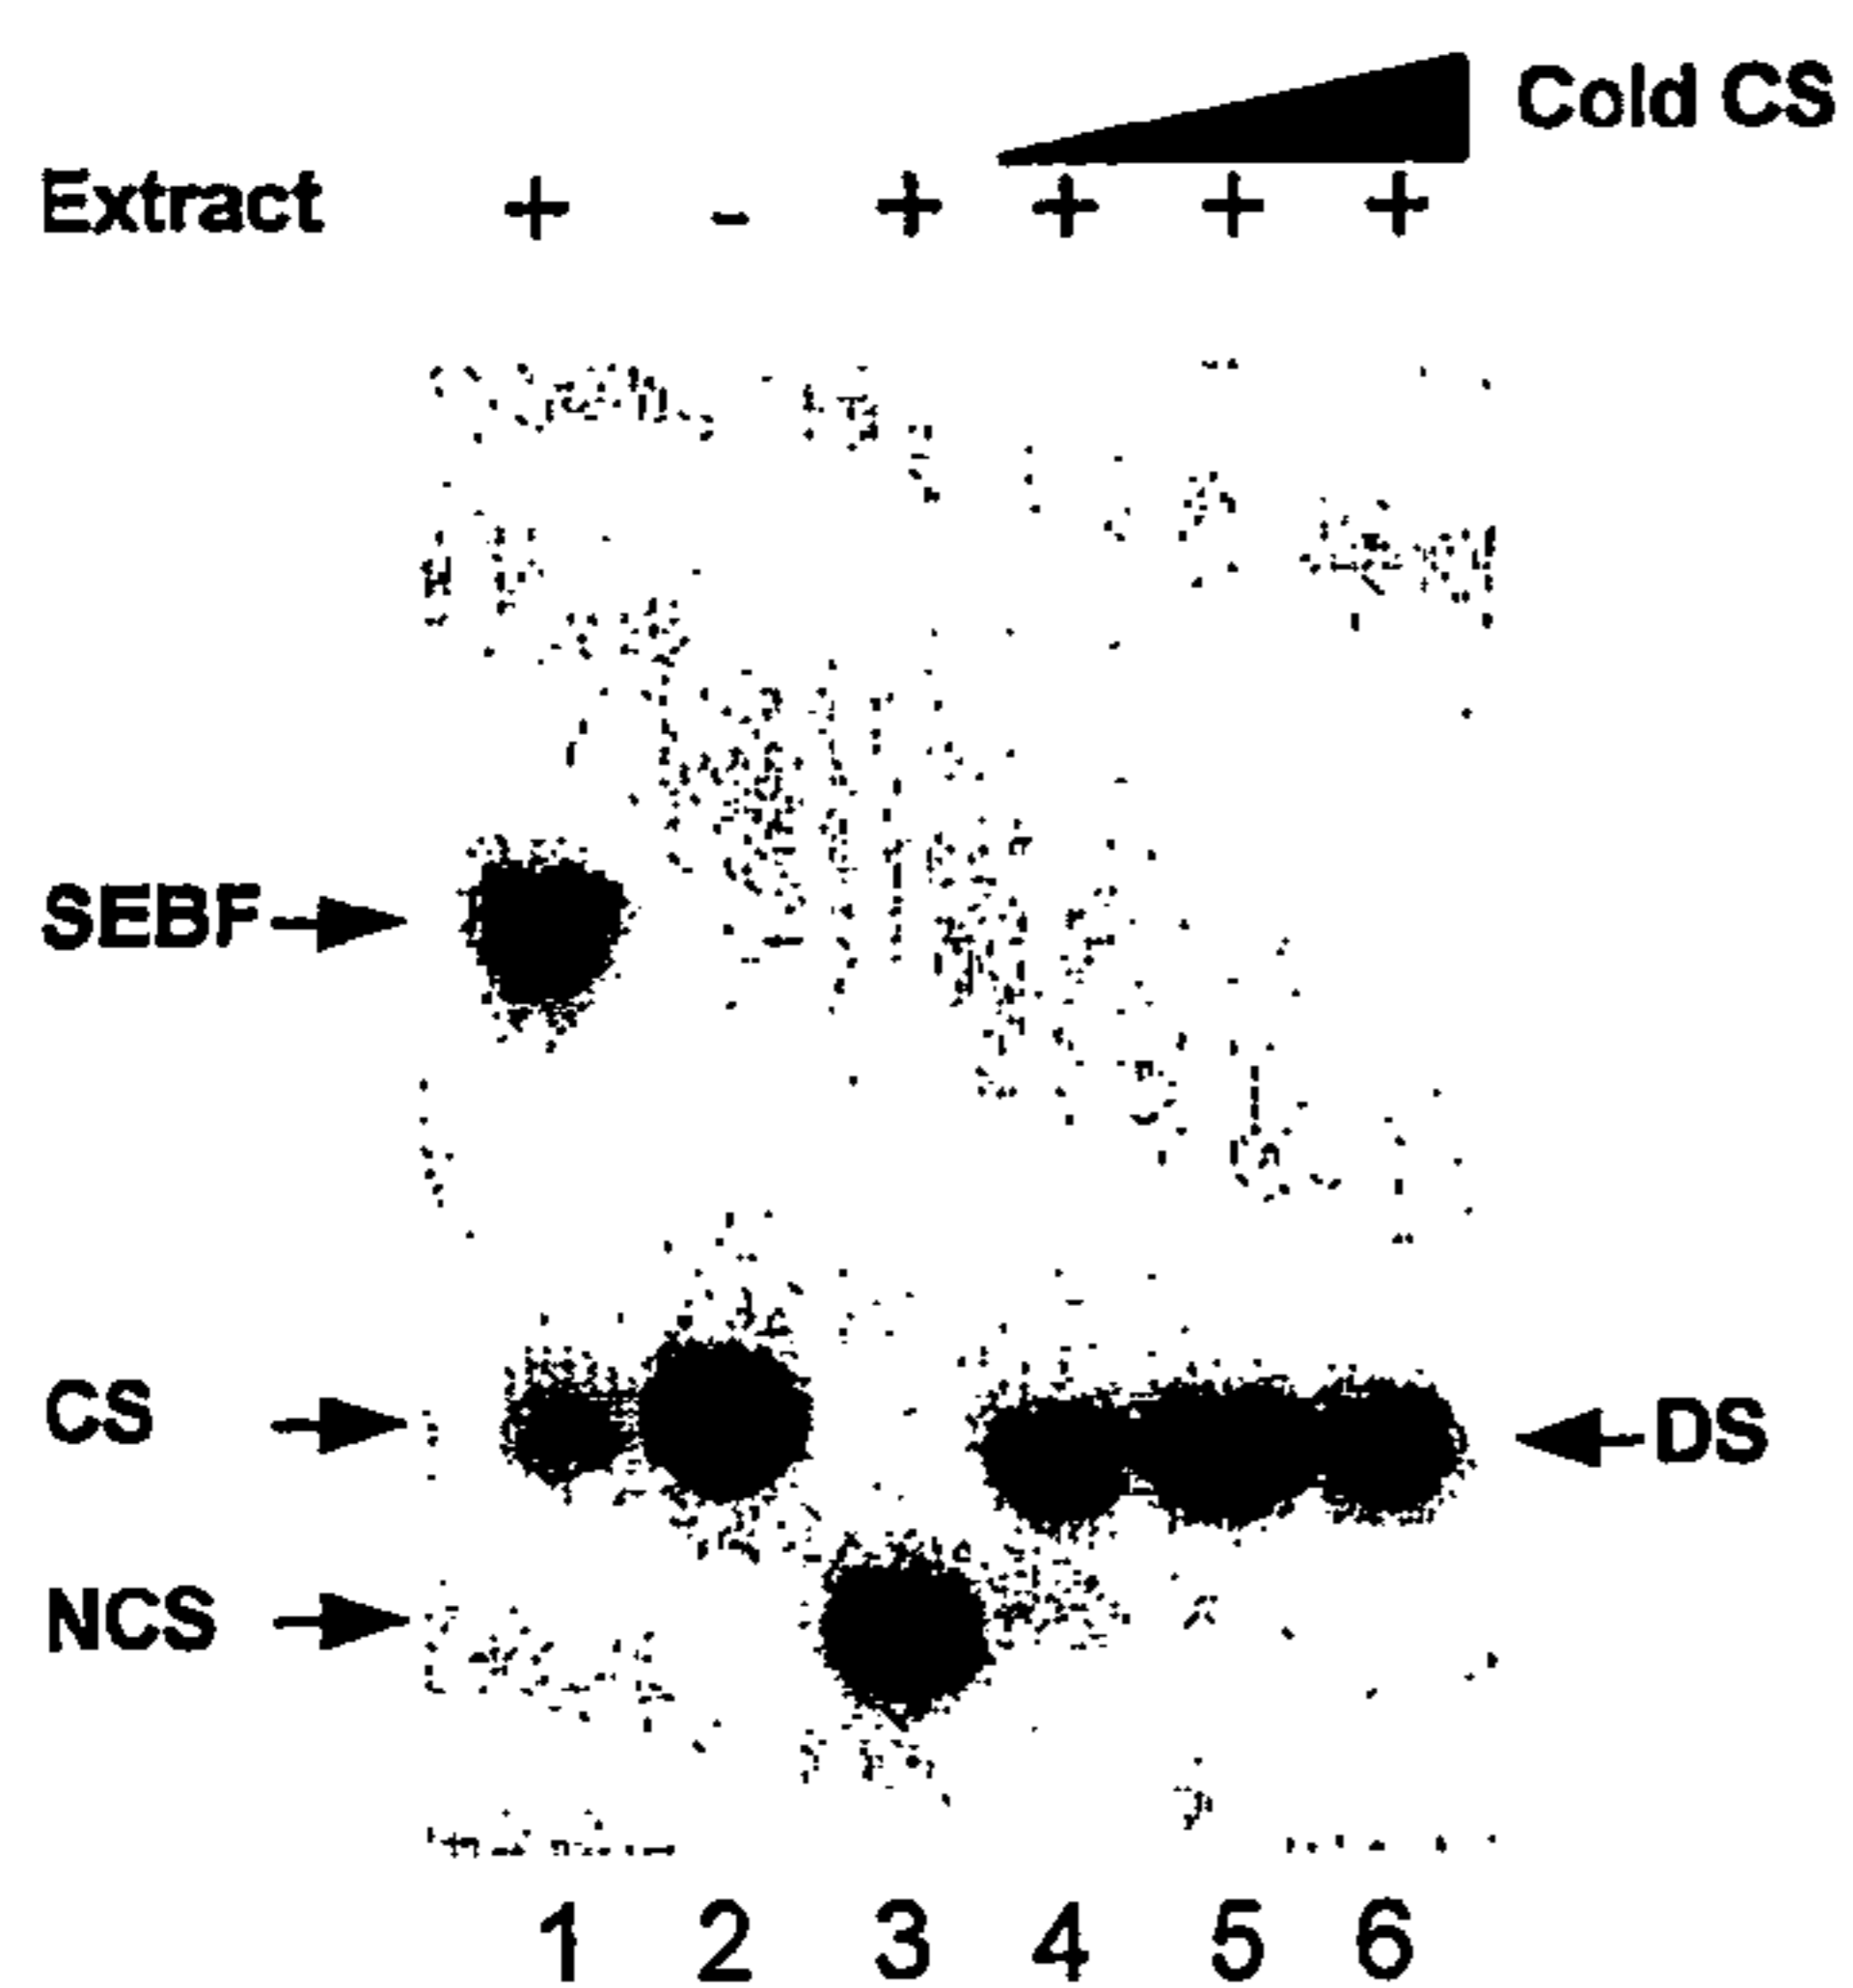 Cold CS
Extract + - + + + +
SEBF
CS
DS
NCS
1 2 3 4 5 6